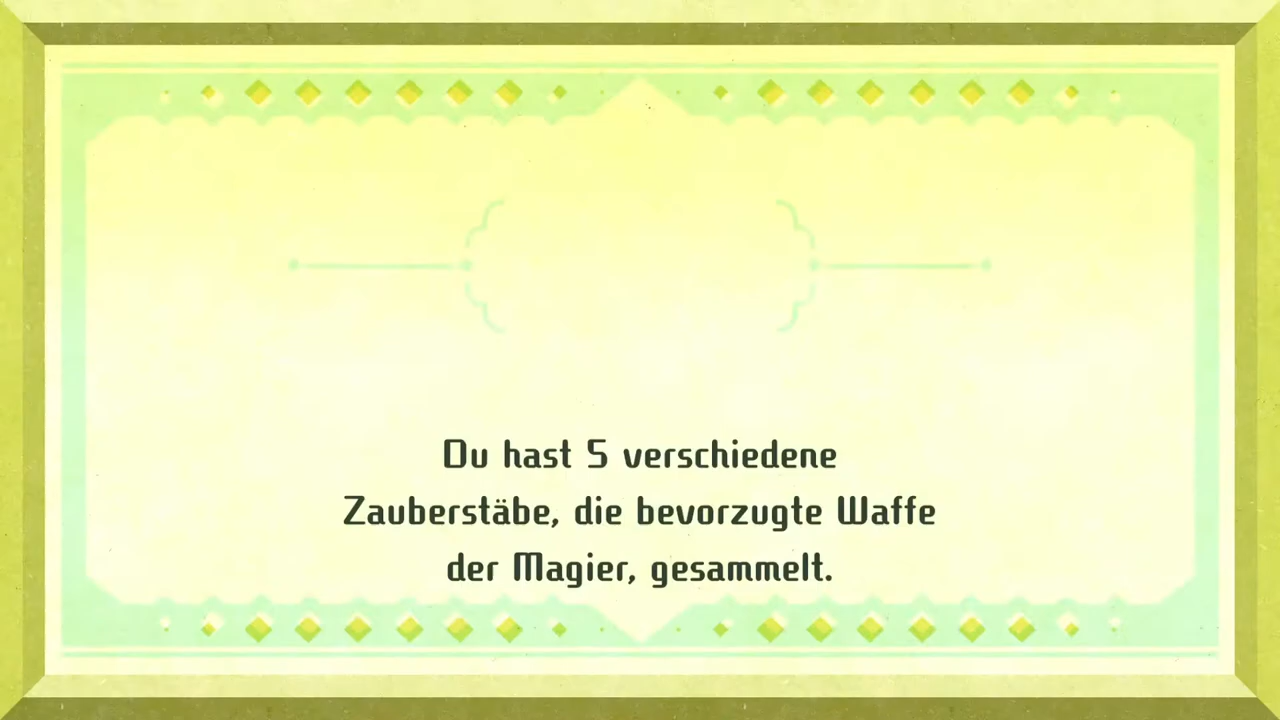 Du hast 5 verschiedene
Zauberstäbe, die bevorzugte Waffe
der Magier, gesammelt.